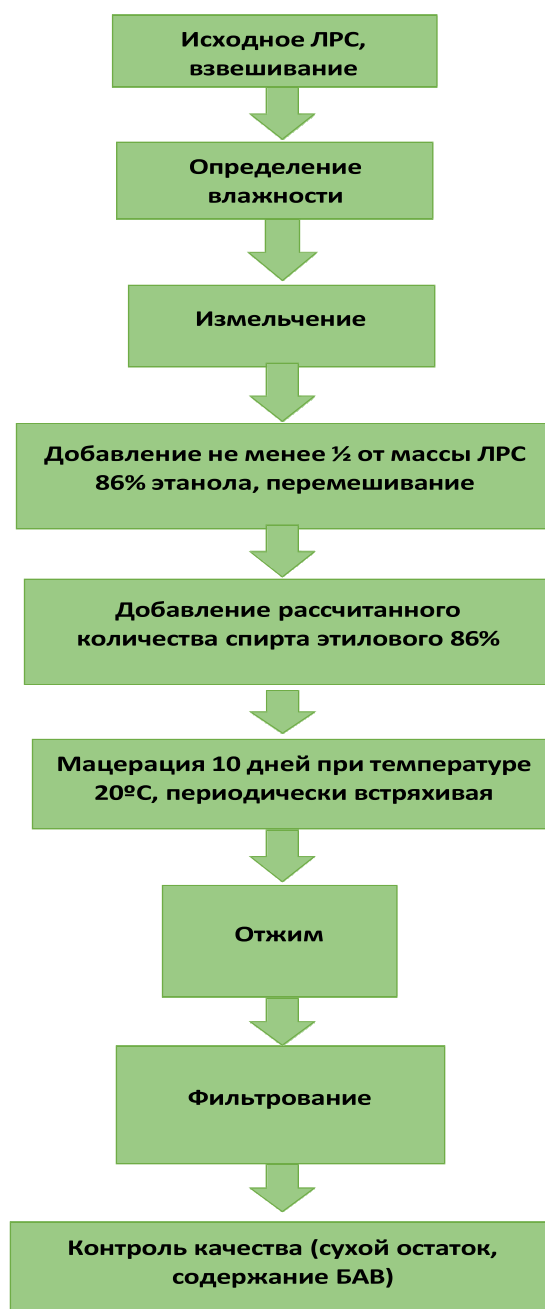 Исходное ЛРС,
взвешивание
Определение
влажности
Измельчение
Добавление не менее ½ от массы ЛРС
86% этанола, перемешивание
Добавление рассчитанного
количества спирта этилового 86%
Мацерация 10 дней при температуре
20ºС, периодически встряхивая
Отжим
Фильтрование
Контроль качества (сухой остаток,
содержание БАВ)